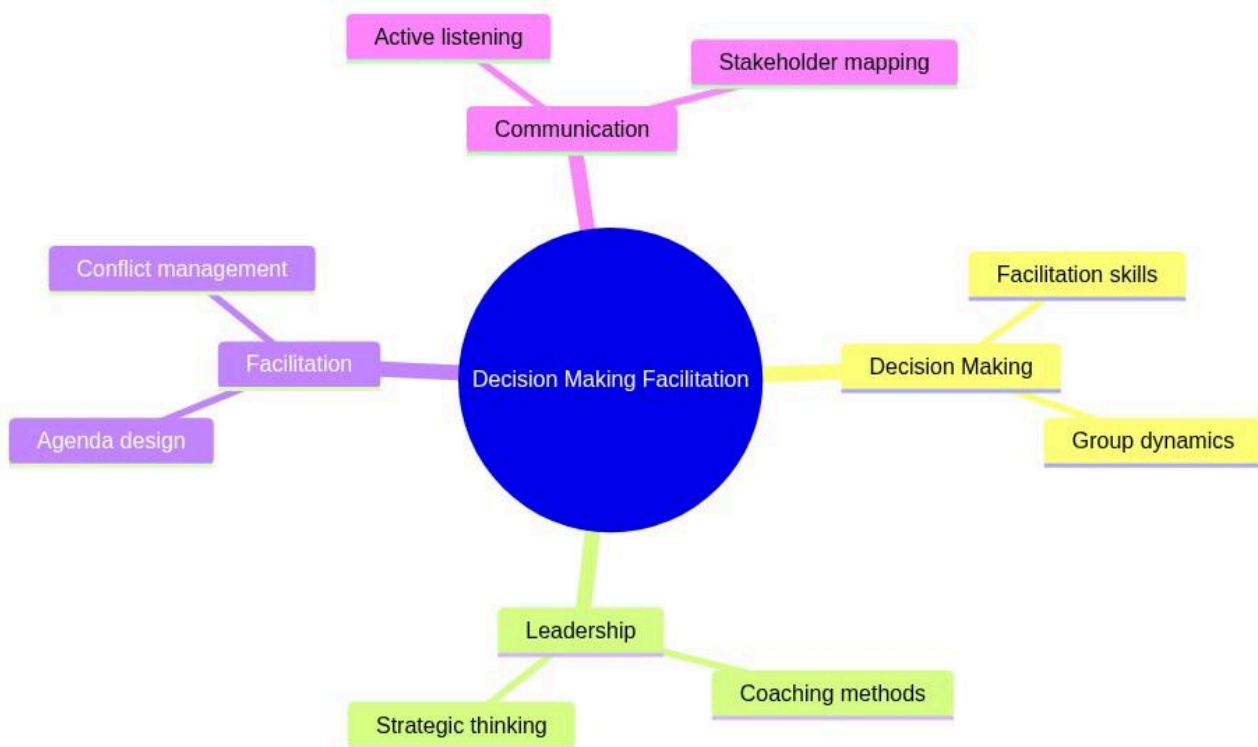 Active listening
Stakeholder mapping
Communication
Conflict management
Facilitation skills
Facilitation
Decision Making
Decision Making Facilitation
Agenda design
Group dynamics
Leadership
Coaching methods
Strategic thinking